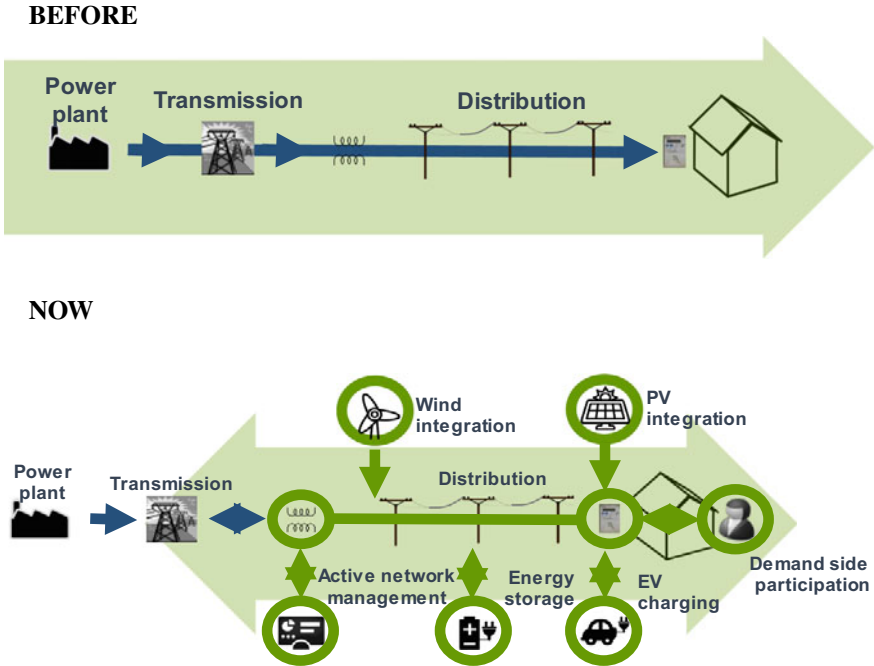 BEFORE
Power
plant
Transmission
Distribution
NOW
Wind
integration
PV
integration
Power
plant
Transmission
Distribution
Active network
management
Energy
storage
EV
charging
Demand side
participation